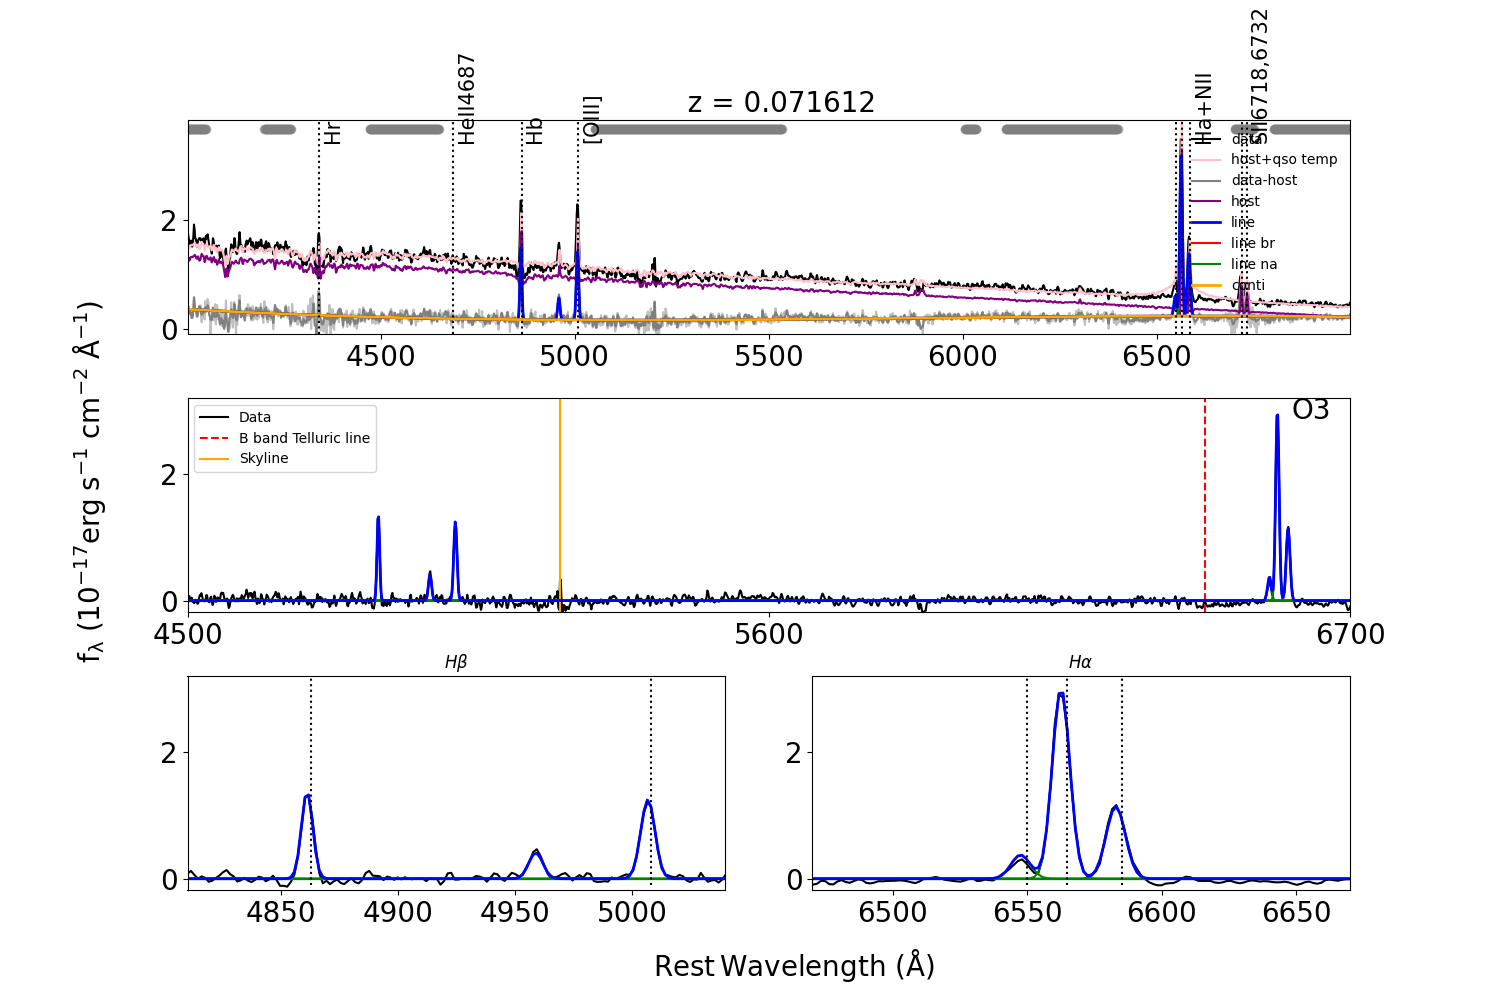 z = 0.071612
Hr
HeII4687
Hb
[OIII]
Ha+NII
SII6718,6732
data
host+qso temp
data-host
host
line
line br
line na
conti
2
0
4500 5000 5500 6000 6500
fλ (10⁻¹⁷erg s⁻¹ cm⁻² Å⁻¹)
Data
B band Telluric line
Skyline
O3
2
0
4500 5600 6700
Hβ
2
0
4850 4900 4950 5000
Hα
2
0
6500 6550 6600 6650
Rest Wavelength (Å)